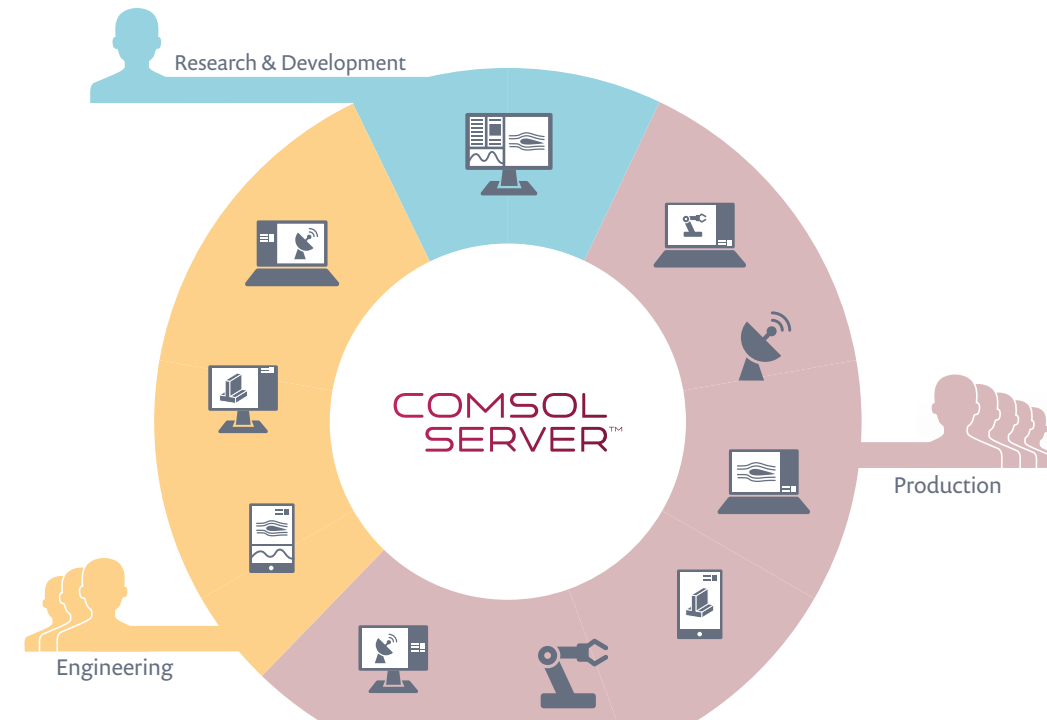 Research & Development
COMSOL
SERVER™
Production
Engineering